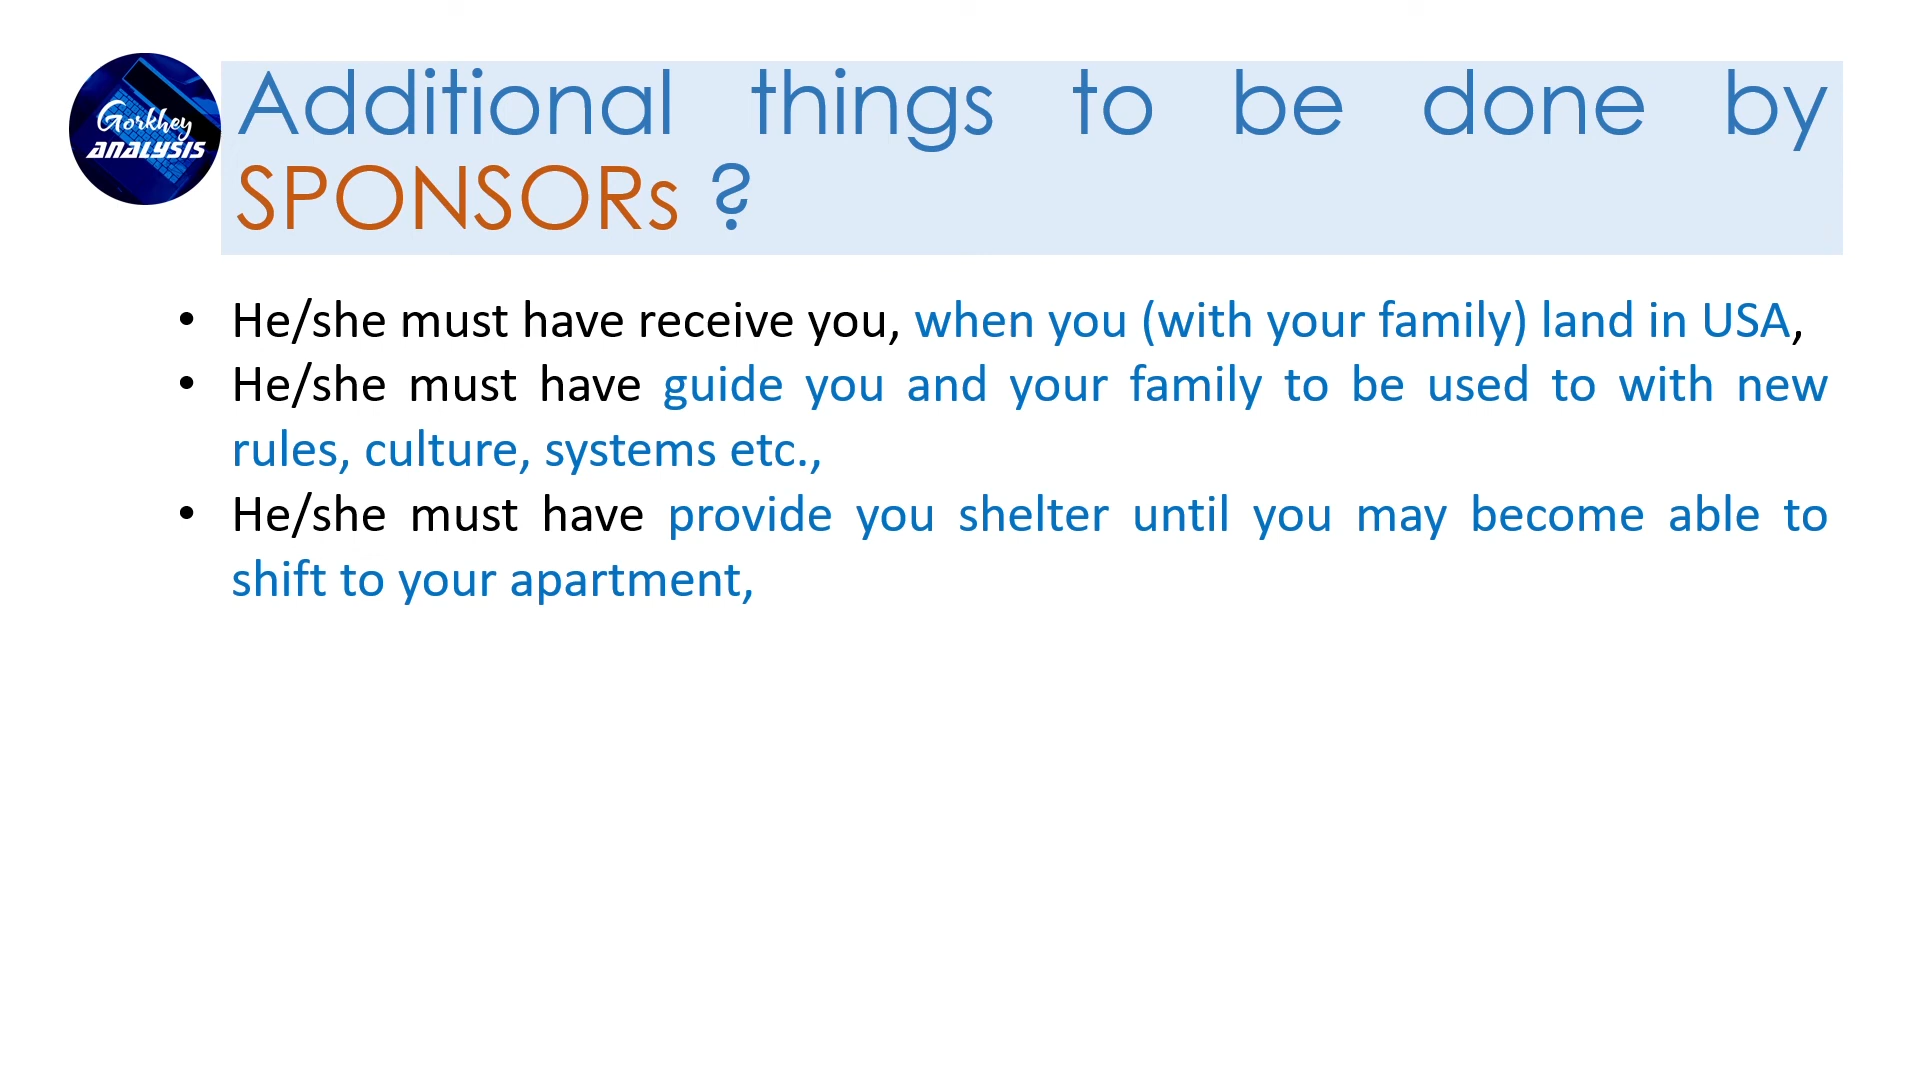 Gorkhey
ANALYSIS
Additional things to be done by
SPONSORs ?
• He/she must have receive you, when you (with your family) land in USA,
• He/she must have guide you and your family to be used to with new
rules, culture, systems etc.,
• He/she must have provide you shelter until you may become able to
shift to your apartment,